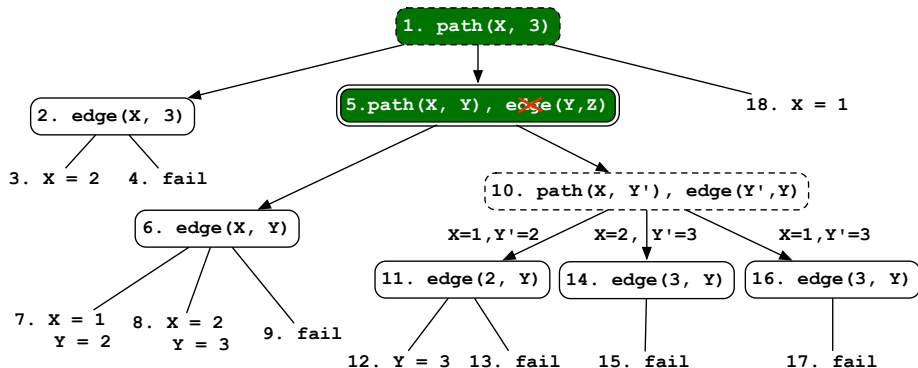 1. path(X, 3)
5.path(X, Y), edge(Y,Z)
18. X = 1
2. edge(X, 3)
3. X = 2
4. fail
10. path(X, Y'), edge(Y',Y)
6. edge(X, Y)
X=1,Y'=2
X=2, Y'=3
X=1,Y'=3
11. edge(2, Y)
14. edge(3, Y)
16. edge(3, Y)
7. X = 1
Y = 2
8. X = 2
Y = 3
9. fail
12. Y = 3
13. fail
15. fail
17. fail